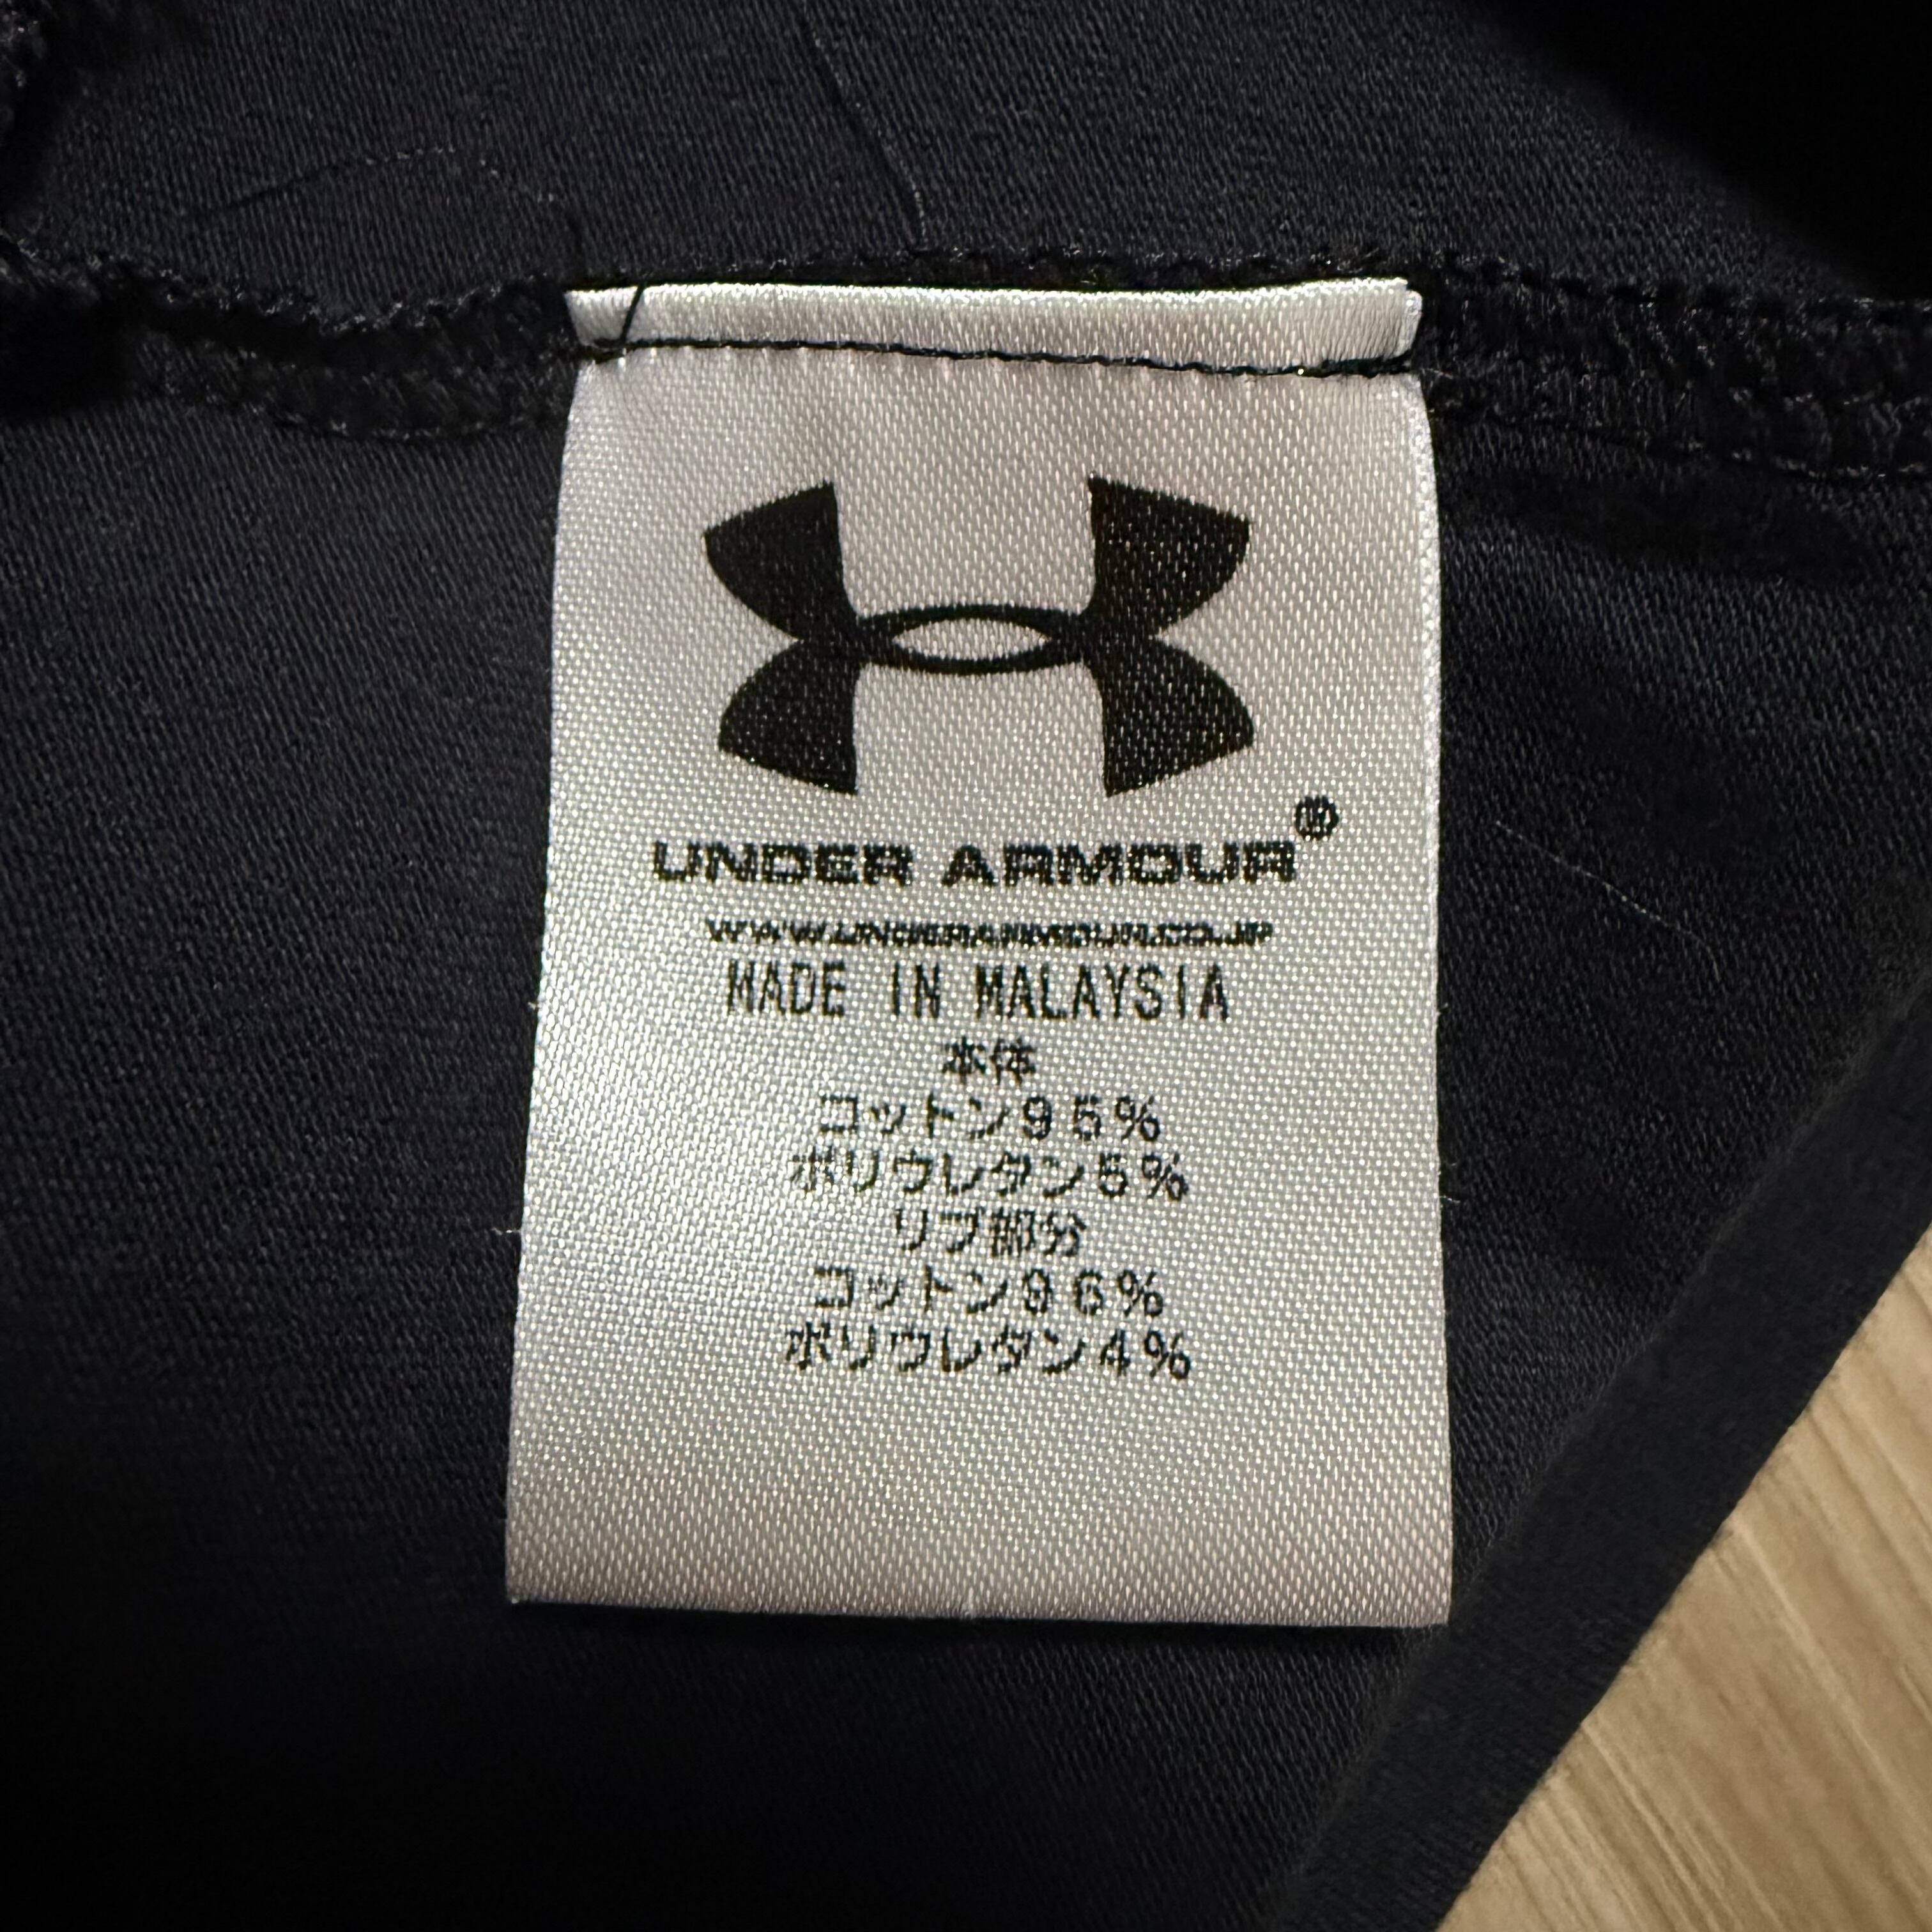 UNDER ARMOUR®
WWW.UNDERARMOUR.CO.JP
MADE IN MALAYSIA
本体
コットン95%
ポリウレタン5%
リブ部分
コットン96%
ポリウレタン4%